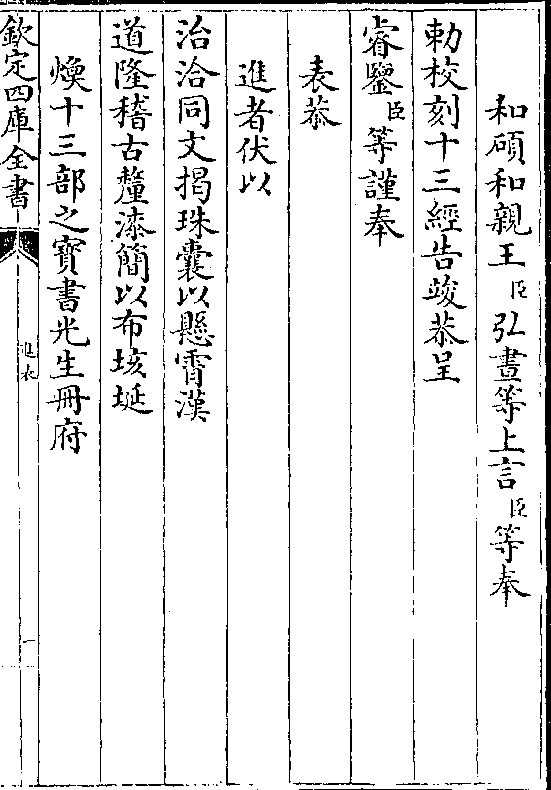 和碩和親王臣弘晝等上言臣等奉
勅校刻十三經告竣恭呈
睿鑒臣等謹奉
表恭
進者伏以
治洽同文揭珠囊以懸霄漢
道隆稽古釐漆簡以布垓埏
煥十三部之寳書光生冊府
欽定四庫全書
進表
一